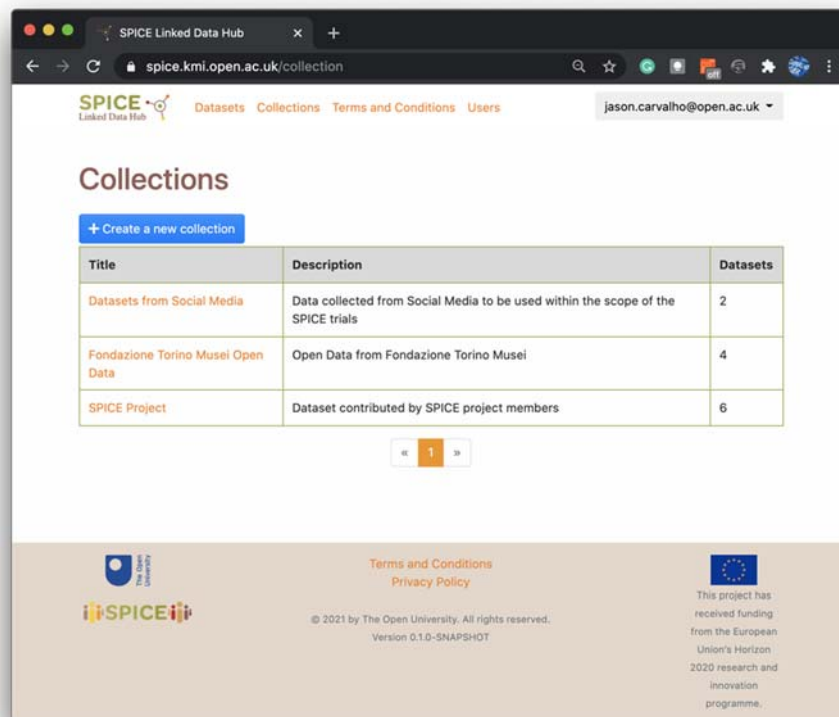 SPICE Linked Data Hub
spice.kmi.open.ac.uk/collection
off
SPICE
Linked Data Hub
Datasets Collections Terms and Conditions Users
jason.carvalho@open.ac.uk
Collections
+ Create a new collection
Title Description Datasets
Datasets from Social Media Data collected from Social Media to be used within the scope of the 2
SPICE trials
Fondazione Torino Musei Open Open Data from Fondazione Torino Musei 4
Data
SPICE Project Dataset contributed by SPICE project members 6
« 1 »
The Open
University
SPICE
Terms and Conditions
Privacy Policy
© 2021 by The Open University. All rights reserved.
Version 0.1.0-SNAPSHOT
This project has
received funding
from the European
Union's Horizon
2020 research and
innovation
programme.